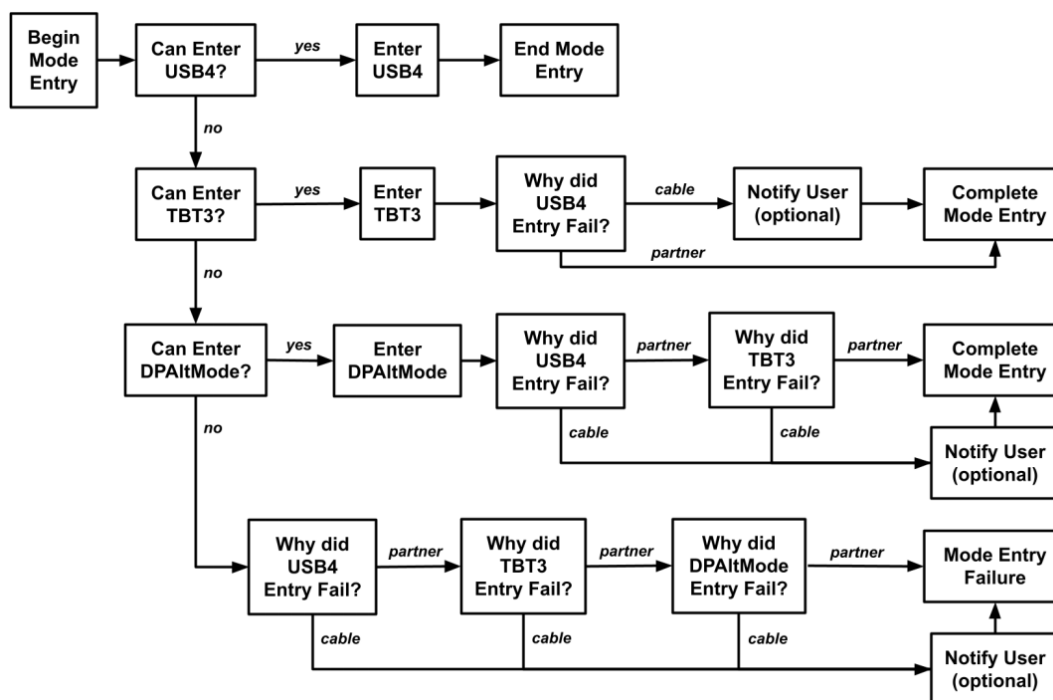 Begin
Mode
Entry
Can Enter
USB4?
yes
Enter
USB4
End Mode
Entry
no
Can Enter
TBT3?
yes
Enter
TBT3
Why did
USB4
Entry Fail?
cable
Notify User
(optional)
Complete
Mode Entry
partner
no
Can Enter
DPAltMode?
yes
Enter
DPAltMode
Why did
USB4
Entry Fail?
partner
Why did
TBT3
Entry Fail?
partner
Complete
Mode Entry
cable
cable
Notify User
(optional)
no
Why did
USB4
Entry Fail?
partner
Why did
TBT3
Entry Fail?
partner
Why did
DPAltMode
Entry Fail?
partner
Mode Entry
Failure
cable
cable
cable
Notify User
(optional)